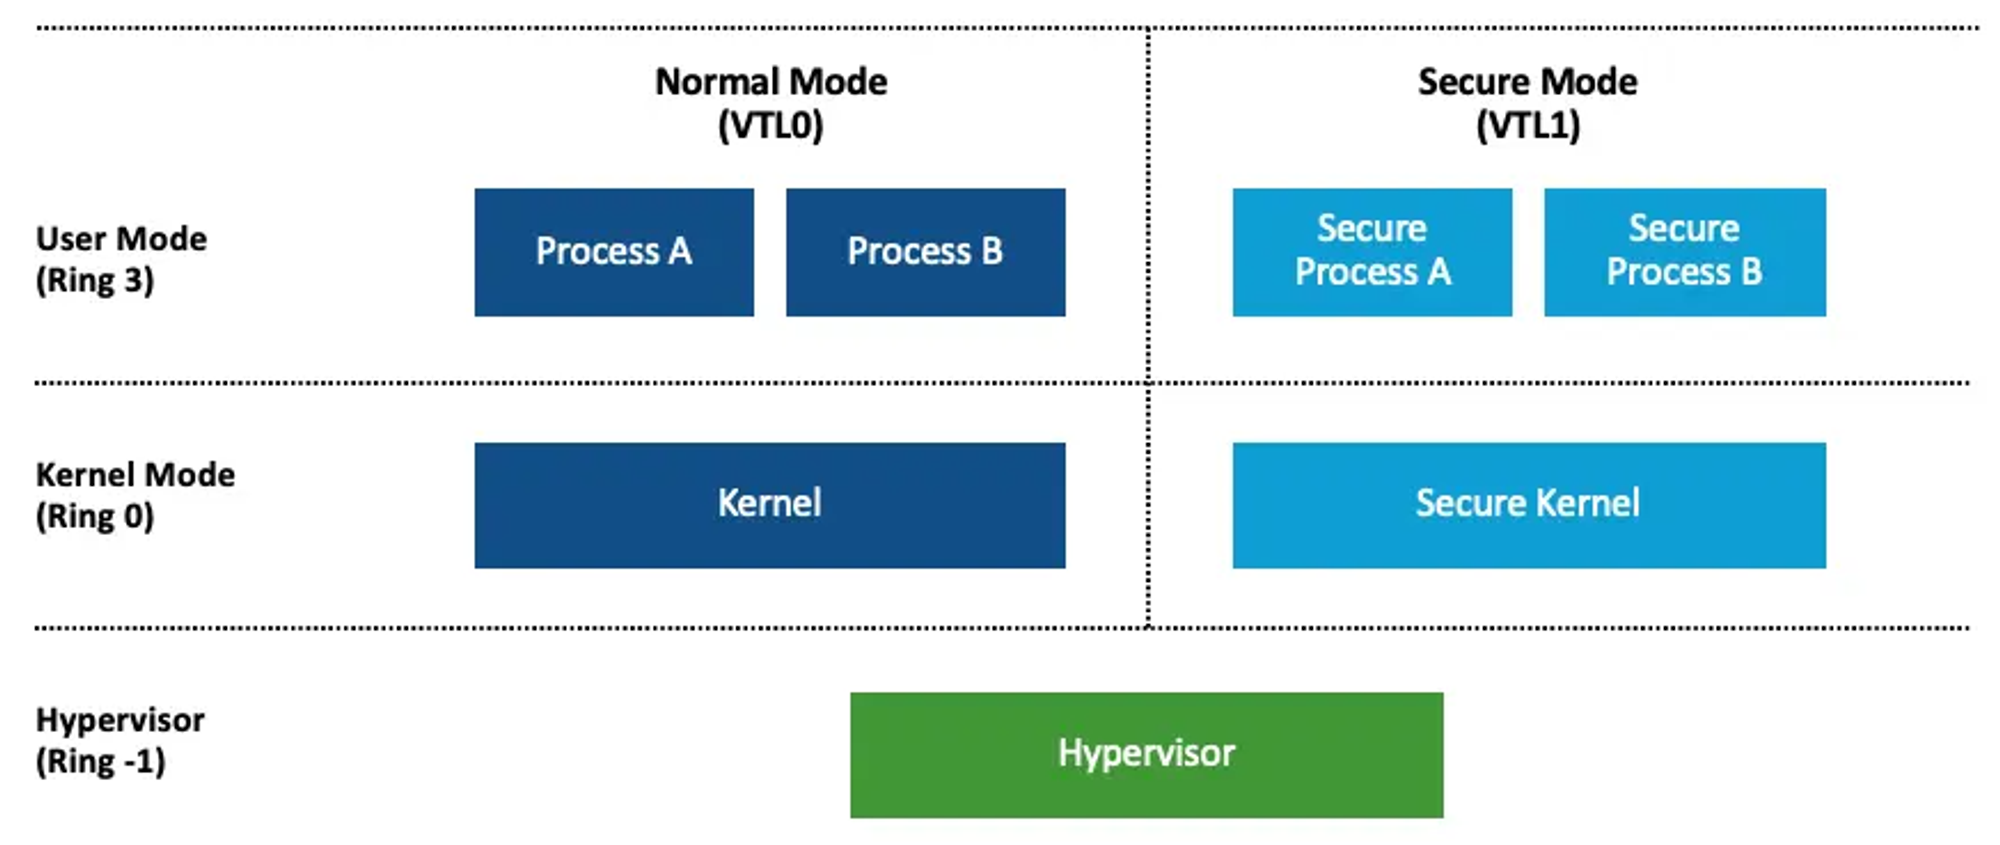 Normal Mode
(VTL0)
Secure Mode
(VTL1)
User Mode
(Ring 3)
Process A
Process B
Secure
Process A
Secure
Process B
Kernel Mode
(Ring 0)
Kernel
Secure Kernel
Hypervisor
(Ring -1)
Hypervisor